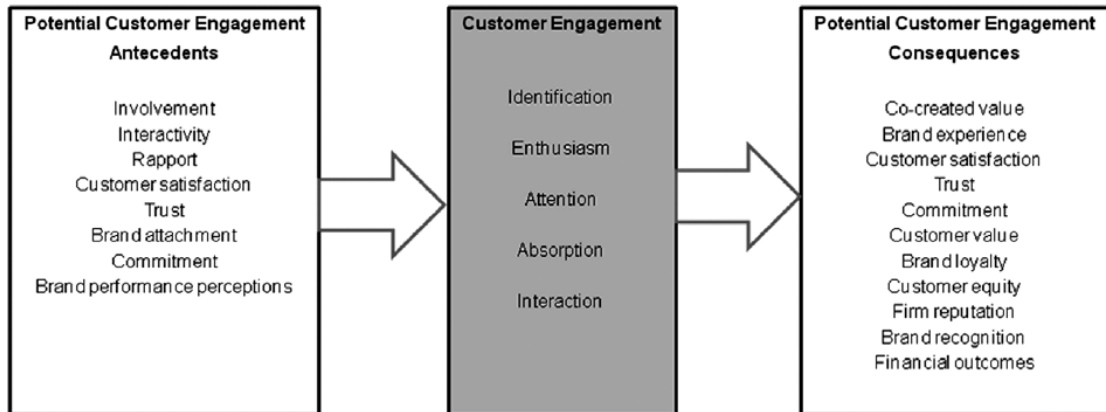 Potential Customer Engagement
Antecedents
Involvement
Interactivity
Rapport
Customer satisfaction
Trust
Brand attachment
Commitment
Brand performance perceptions
Customer Engagement
Identification
Enthusiasm
Attention
Absorption
Interaction
Potential Customer Engagement
Consequences
Co-created value
Brand experience
Customer satisfaction
Trust
Commitment
Customer value
Brand loyalty
Customer equity
Firm reputation
Brand recognition
Financial outcomes